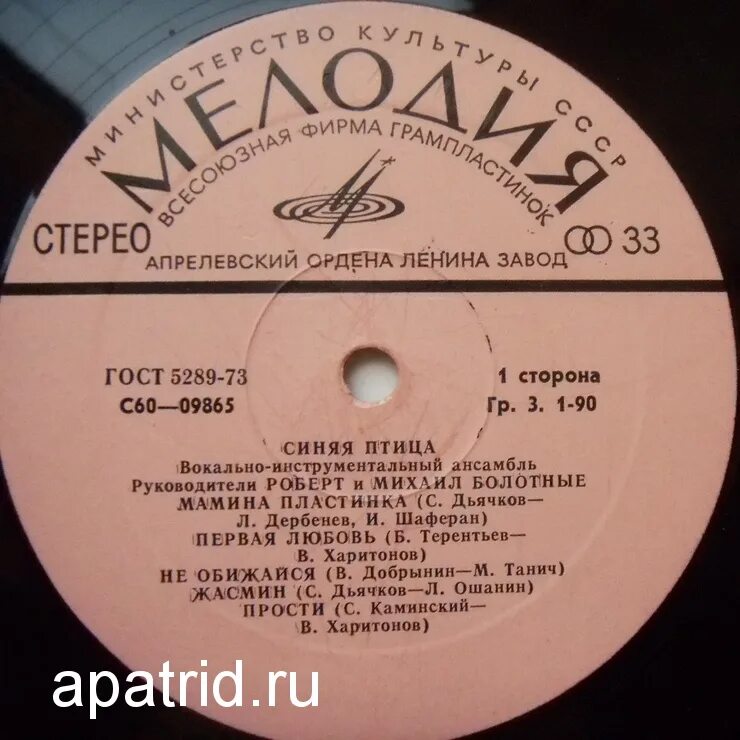 МИНИСТЕРСТВО КУЛЬТУРЫ СССР
МЕЛОДИЯ
ВСЕСОЮЗНАЯ ФИРМА ГРАМПЛАСТИНОК
СТЕРЕО
33
АПРЕЛЕВСКИЙ ОРДЕНА ЛЕНИНА ЗАВОД
ГОСТ 5289-73
1 сторона
С60—09865
Гр. 3. 1-90
СИНЯЯ ПТИЦА
Вокально-инструментальный ансамбль
Руководители РОБЕРТ и МИХАИЛ БОЛОТНЫЕ
МАМИНА ПЛАСТИНКА (С. Дьячков—
Л. Дербенев, И. Шаферан)
ПЕРВАЯ ЛЮБОВЬ (Б. Терентьев—
В. Харитонов)
НЕ ОБИЖАЙСЯ (В. Добрынин—М. Танич)
ЖАСМИН (С. Дьячков—Л. Ошанин)
ПРОСТИ (С. Каминский—
В. Харитонов)
apatrid.ru